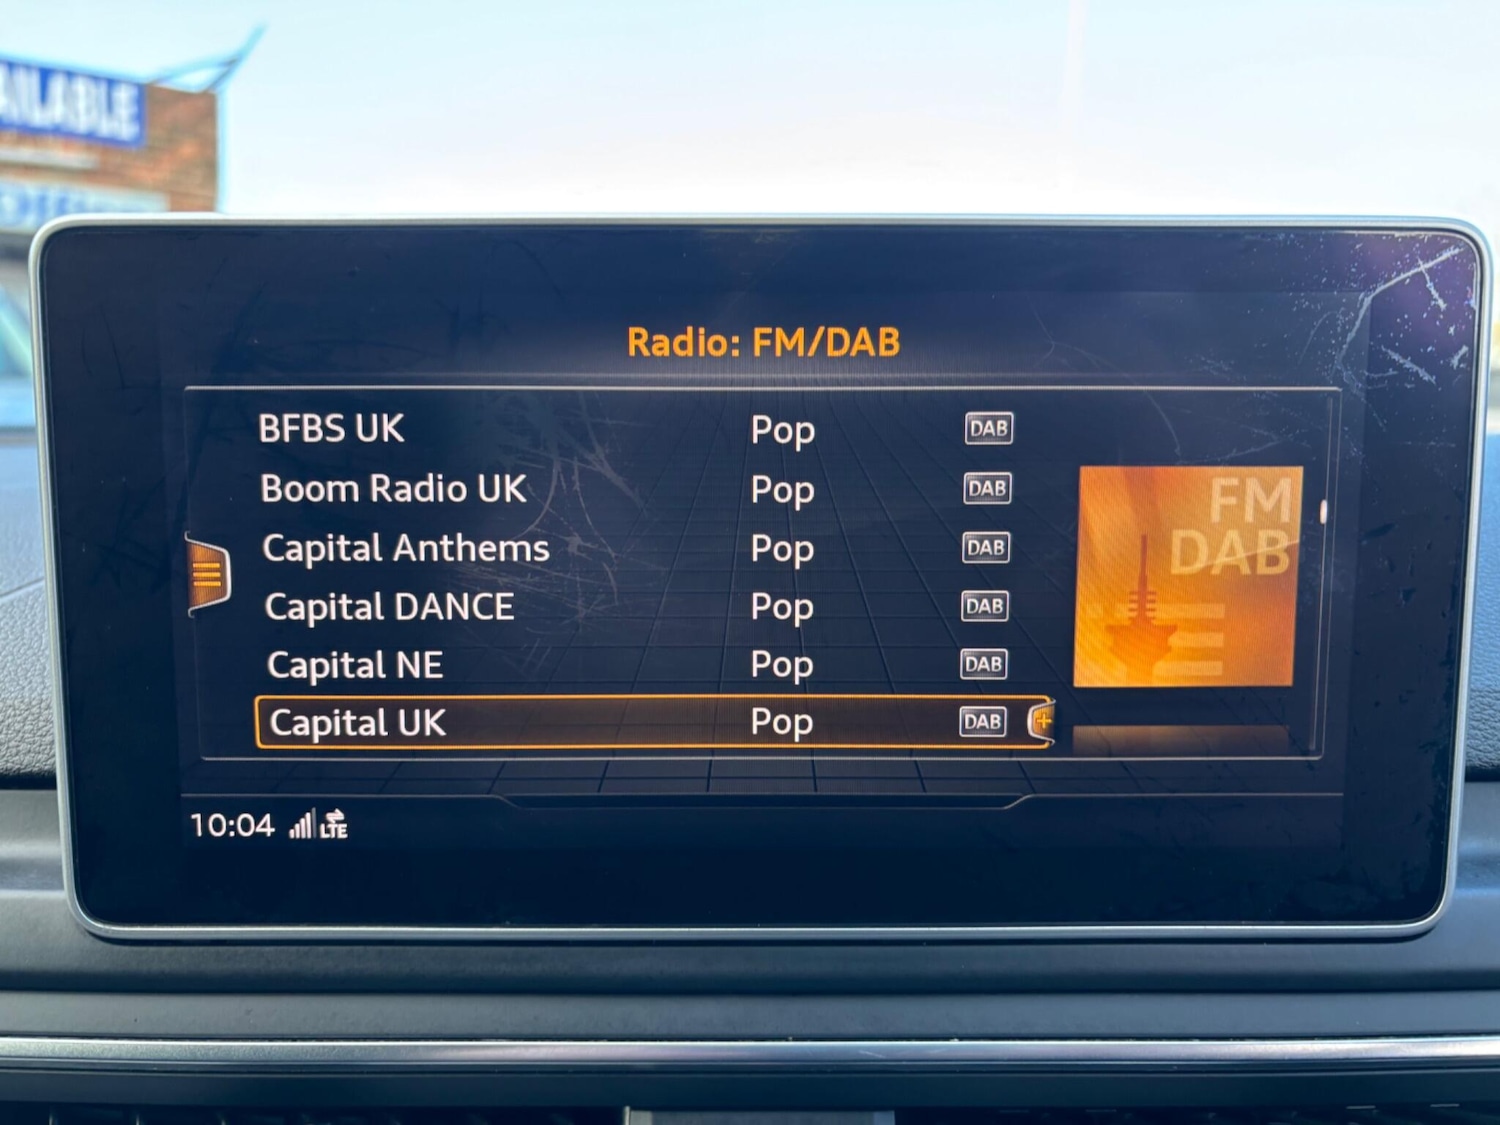 Radio: FM/DAB
BFBS UK Pop DAB
Boom Radio UK Pop DAB
Capital Anthems Pop DAB
Capital DANCE Pop DAB
Capital NE Pop DAB
Capital UK Pop DAB
FM
DAB
10:04 LTE